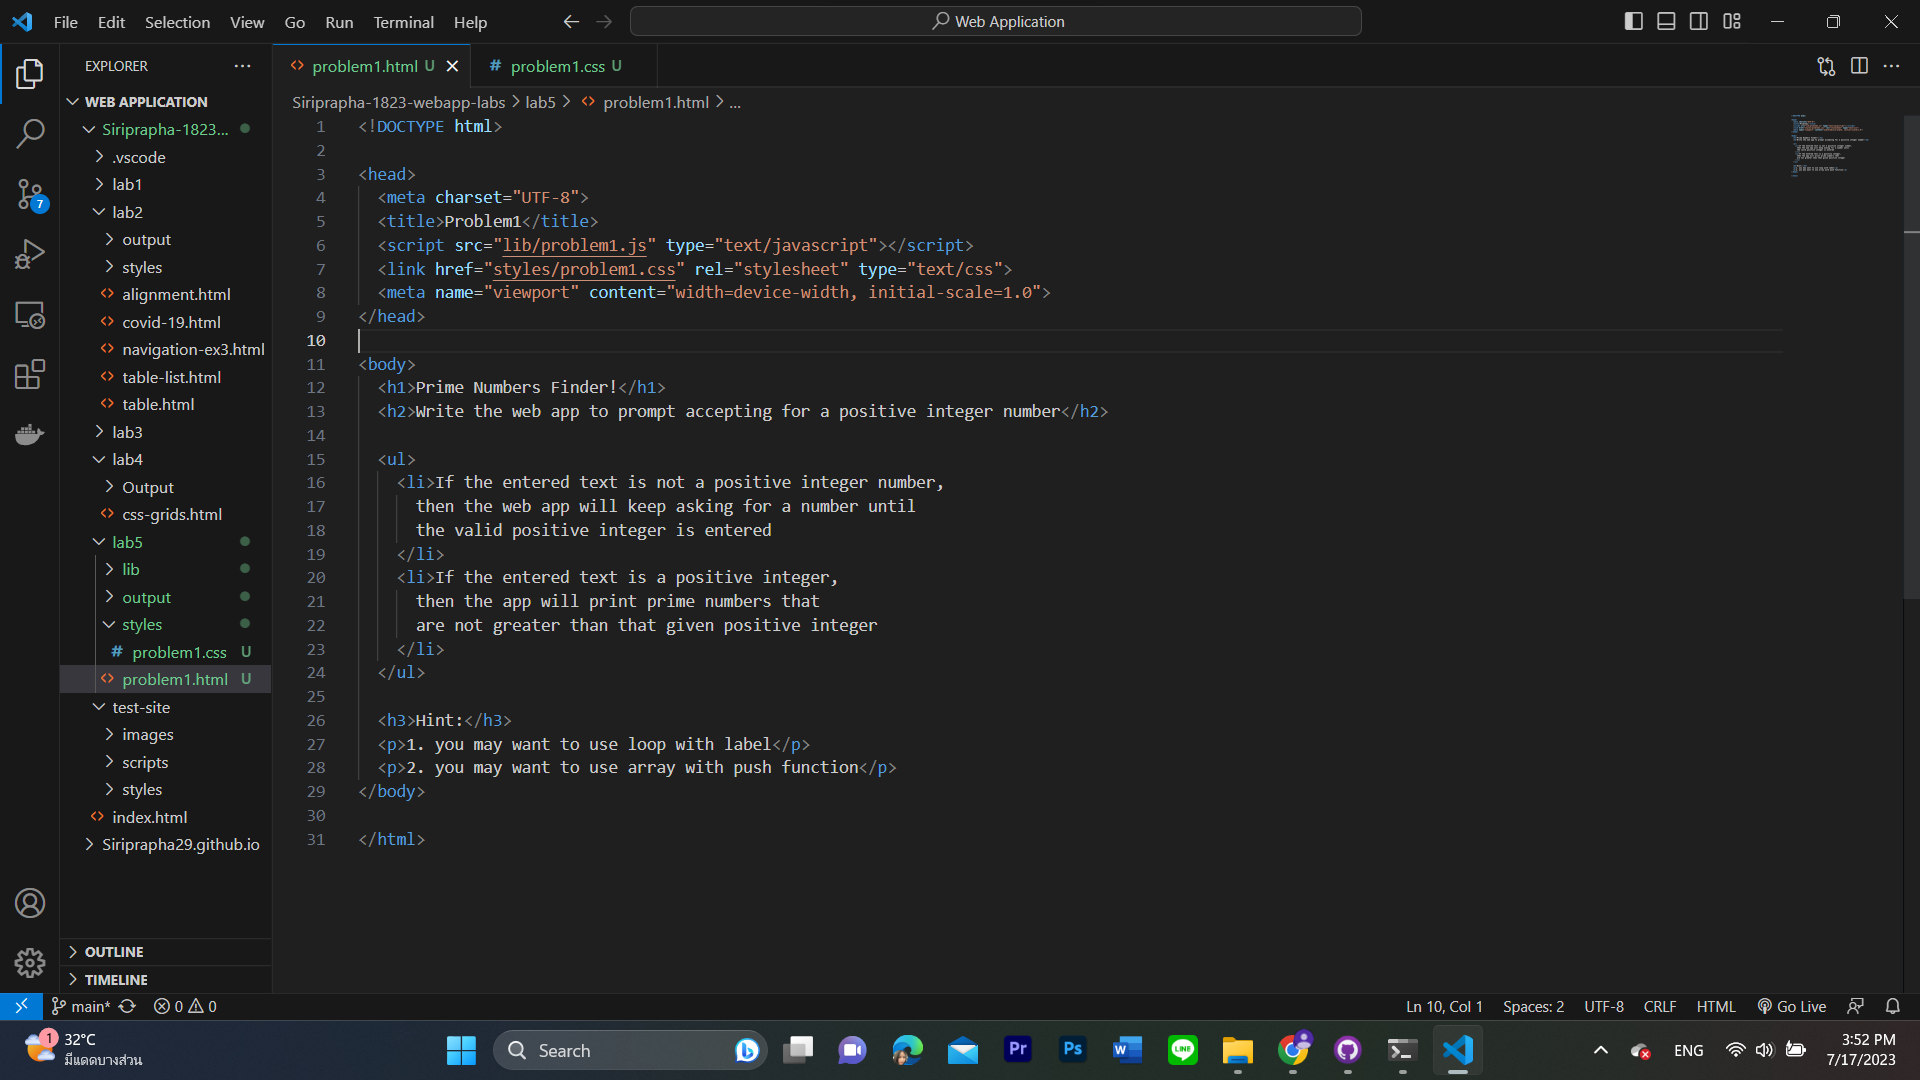 File Edit Selection View Go Run Terminal Help
Web Application
EXPLORER
problem1.html U
problem1.css U
WEB APPLICATION
Siriprapha-1823...
.vscode
lab1
lab2
output
styles
alignment.html
covid-19.html
navigation-ex3.html
table-list.html
table.html
lab3
lab4
Output
css-grids.html
lab5
lib
output
styles
problem1.css U
problem1.html U
test-site
images
scripts
styles
index.html
Siriprapha29.github.io
OUTLINE
TIMELINE
7
Siriprapha-1823-webapp-labs > lab5 > problem1.html > ...
1 <!DOCTYPE html>
2
3 <head>
4 <meta charset="UTF-8">
5 <title>Problem1</title>
6 <script src="lib/problem1.js" type="text/javascript"></script>
7 <link href="styles/problem1.css" rel="stylesheet" type="text/css">
8 <meta name="viewport" content="width=device-width, initial-scale=1.0">
9 </head>
10
11 <body>
12 <h1>Prime Numbers Finder!</h1>
13 <h2>Write the web app to prompt accepting for a positive integer number</h2>
14
15 <ul>
16 <li>If the entered text is not a positive integer number,
17 then the web app will keep asking for a number until
18 the valid positive integer is entered
19 </li>
20 <li>If the entered text is a positive integer,
21 then the app will print prime numbers that
22 are not greater than that given positive integer
23 </li>
24 </ul>
25
26 <h3>Hint:</h3>
27 <p>1. you may want to use loop with label</p>
28 <p>2. you may want to use array with push function</p>
29 </body>
30
31 </html>
main* 0 0
Ln 10, Col 1 Spaces: 2 UTF-8 CRLF HTML Go Live
1
32°C
มีแดดบางส่วน
Search
Pr
Ps
W
LINE
ENG
3:52 PM
7/17/2023